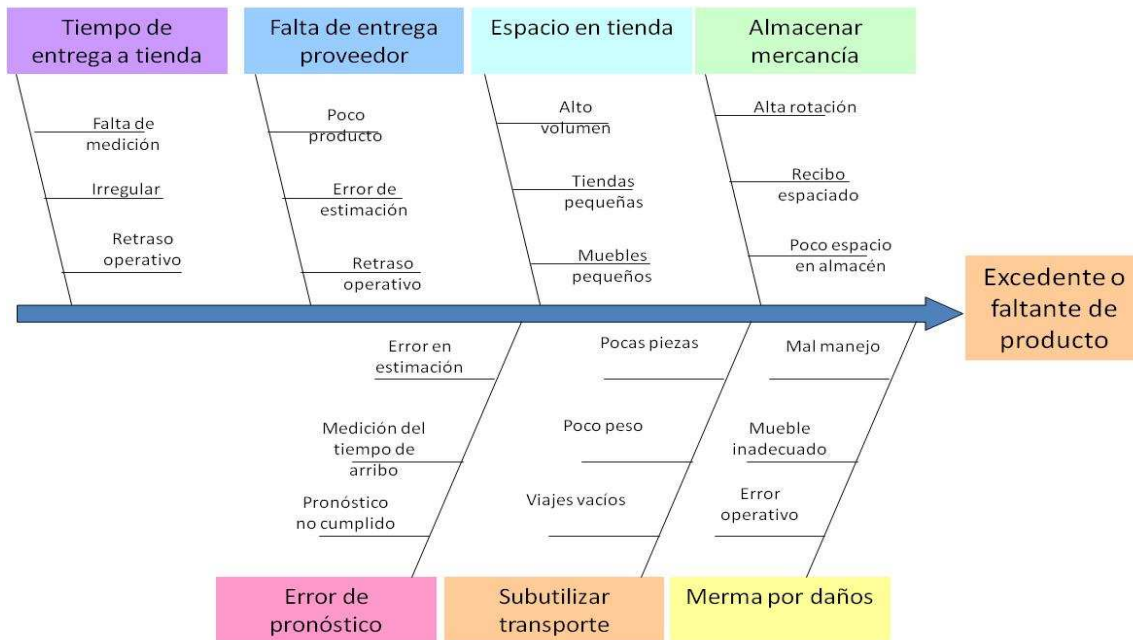 Tiempo de
entrega a tienda
Falta de entrega
proveedor
Espacio en tienda
Almacenar
mercancía
Falta de
medición
Irregular
Retraso
operativo
Poco
producto
Error de
estimación
Retraso
operativo
Alto
volumen
Tiendas
pequeñas
Muebles
pequeños
Alta rotación
Recibo
espaciado
Poco espacio
en almacén
Excedente o
faltante de
producto
Error en
estimación
Medición del
tiempo de
arribo
Pronóstico
no cumplido
Pocas piezas
Poco peso
Viajes vacíos
Mal manejo
Mueble
inadecuado
Error
operativo
Error de
pronóstico
Subutilizar
transporte
Merma por daños